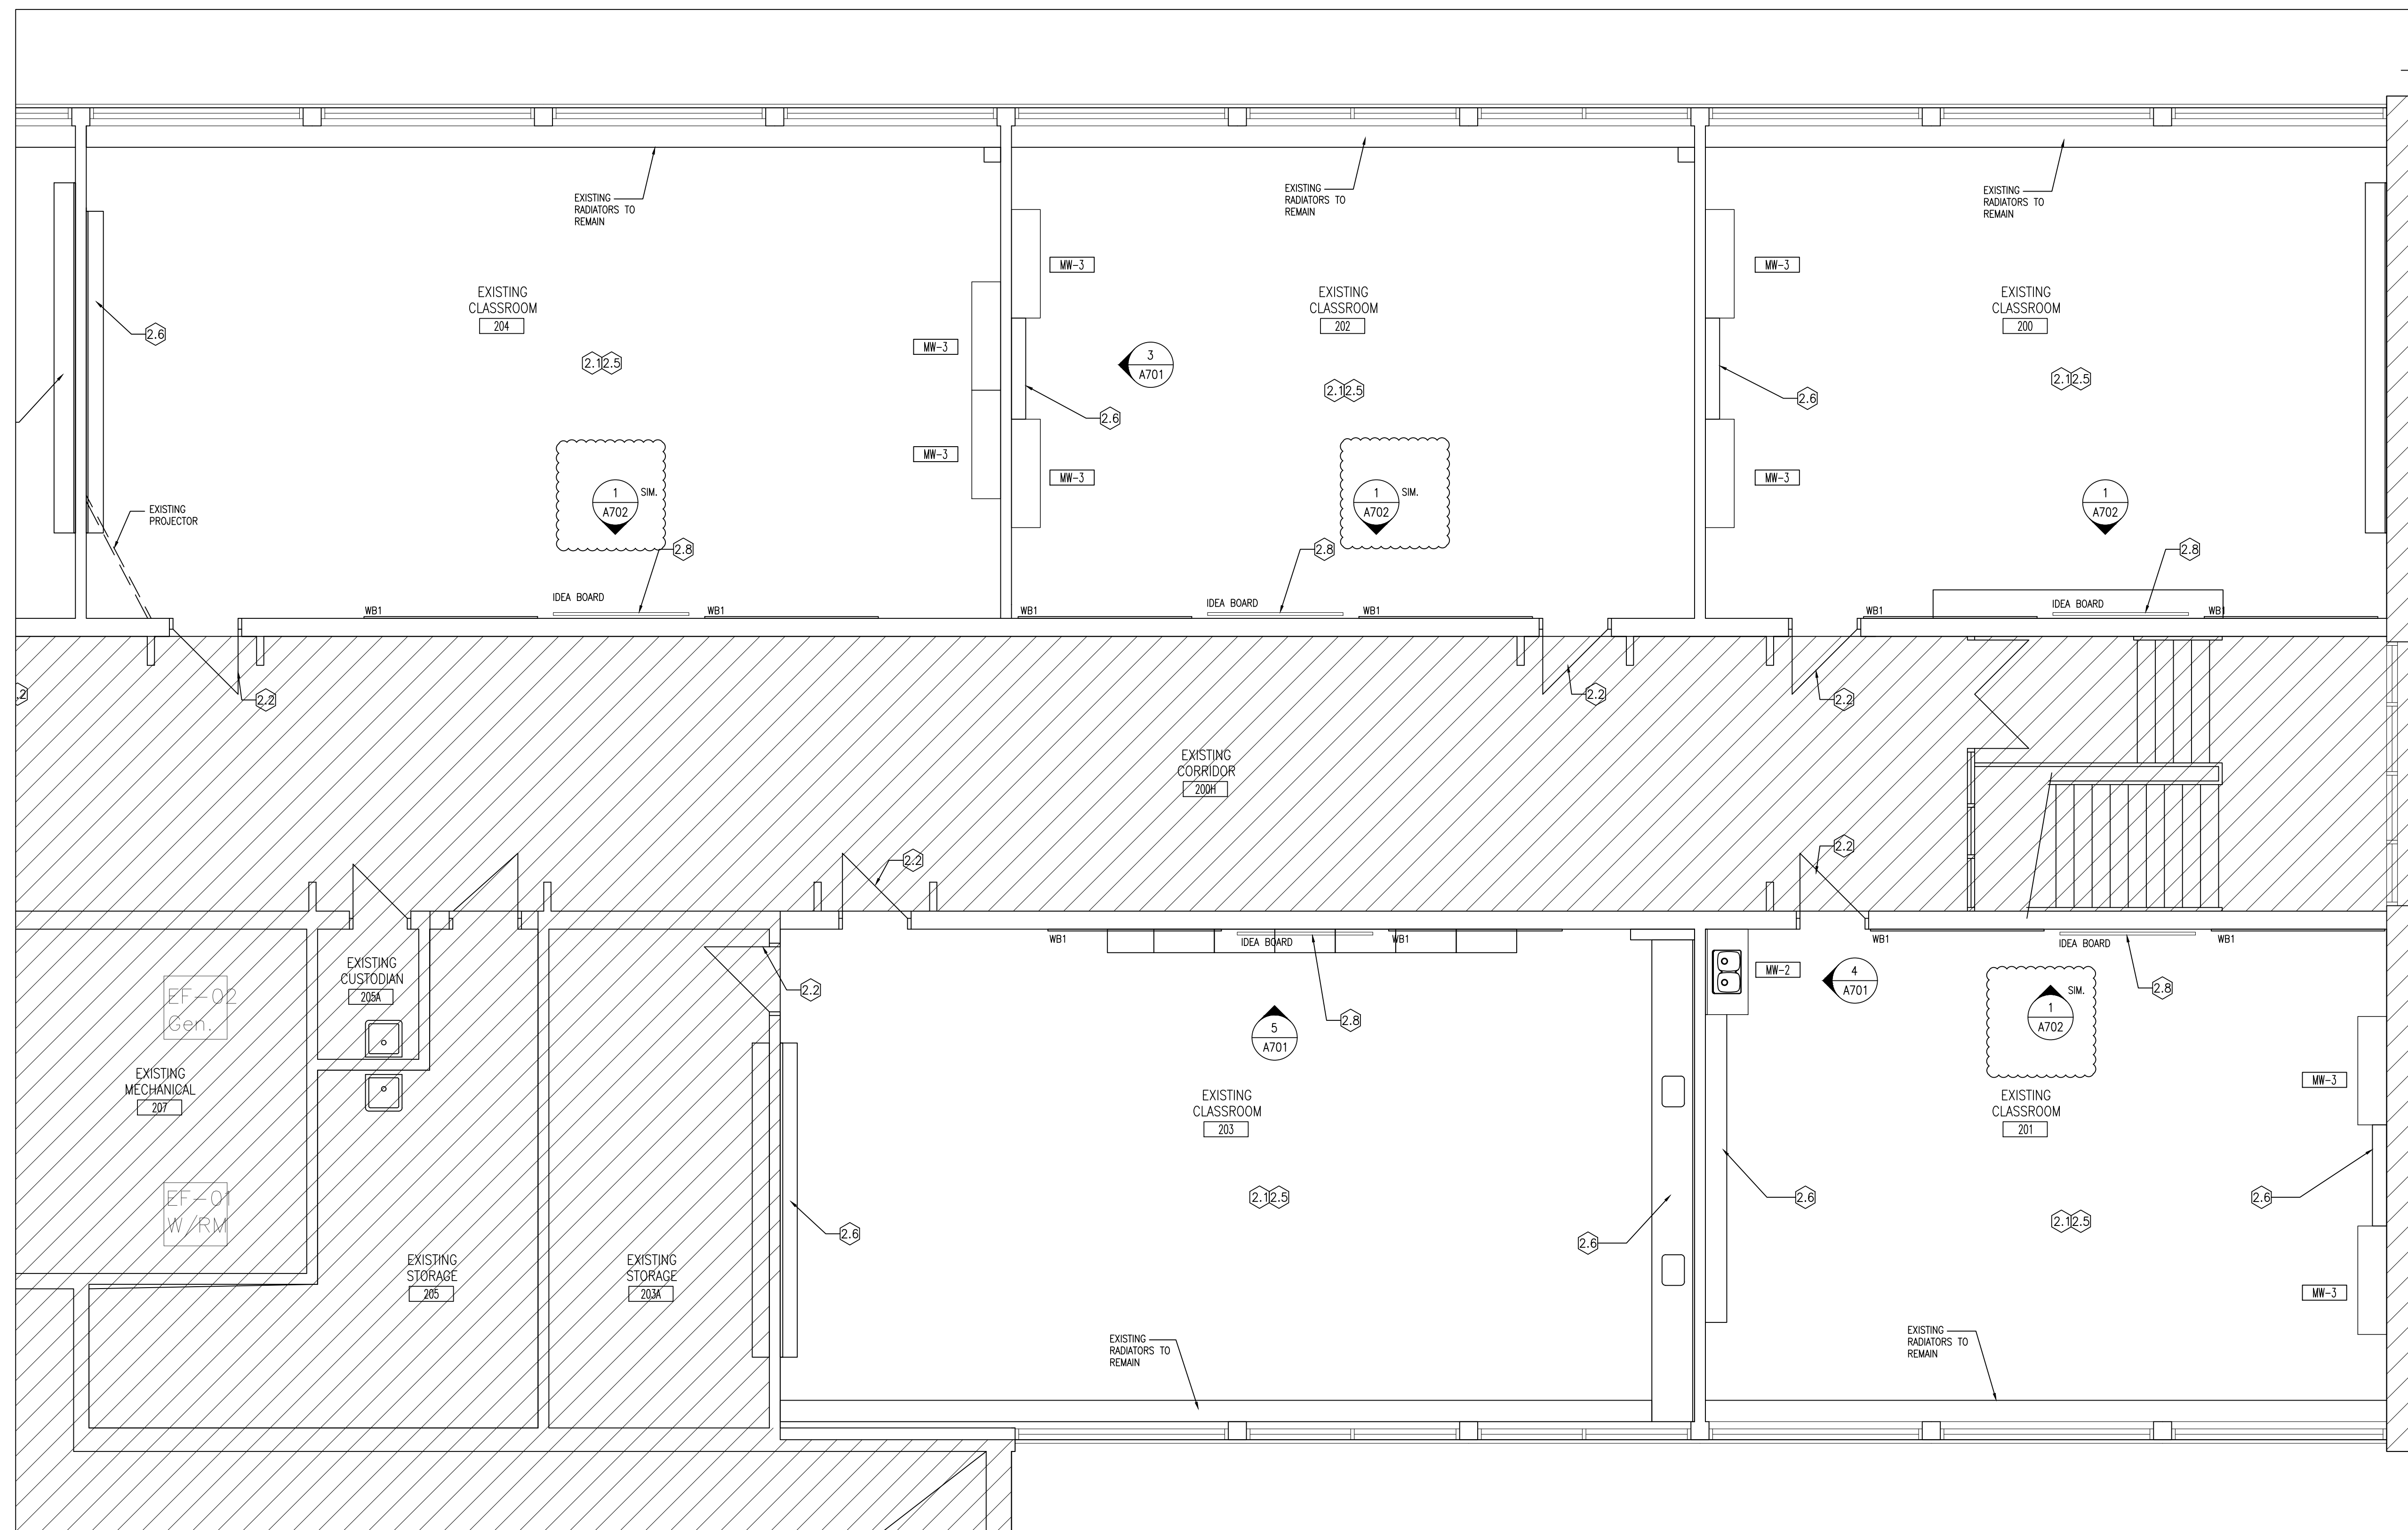 EXISTING
RADIATORS TO
REMAIN
EXISTING
RADIATORS TO
REMAIN
EXISTING
RADIATORS TO
REMAIN
2.6
EXISTING
CLASSROOM
204
2.1 2.5
MW-3
MW-3
EXISTING
PROJECTOR
1
A702
SIM.
2.8
WB1
IDEA BOARD
WB1
MW-3
MW-3
3
A701
2.6
EXISTING
CLASSROOM
202
2.1 2.5
1
A702
SIM.
2.8
WB1
IDEA BOARD
WB1
MW-3
MW-3
2.6
EXISTING
CLASSROOM
200
2.1 2.5
1
A702
2.8
WB1
IDEA BOARD
WB1
.2
2.2
2.2
2.2
EXISTING
CORRIDOR
200H
2.2
2.2
EF-02
Gen.
EXISTING
MECHANICAL
207
EF-01
W/RM
EXISTING
CUSTODIAN
205A
EXISTING
STORAGE
205
EXISTING
STORAGE
203A
2.2
WB1
IDEA BOARD
WB1
5
A701
2.8
EXISTING
CLASSROOM
203
2.1 2.5
2.6
2.6
EXISTING
RADIATORS TO
REMAIN
WB1
IDEA BOARD
WB1
MW-2
4
A701
1
A702
SIM.
2.8
EXISTING
CLASSROOM
201
MW-3
2.6
2.6
2.1 2.5
MW-3
EXISTING
RADIATORS TO
REMAIN